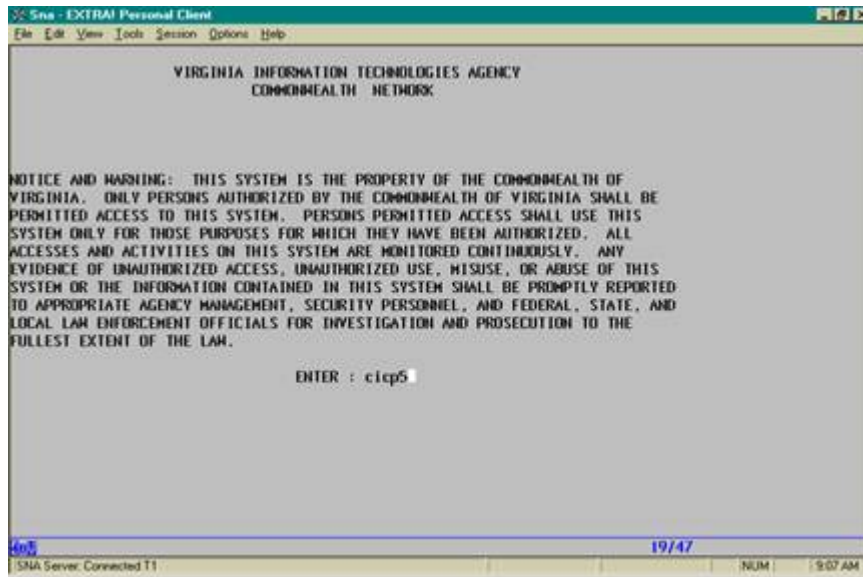 Sna - EXTRA! Personal Client
File Edit View Tools Session Options Help
VIRGINIA INFORMATION TECHNOLOGIES AGENCY
COMMONWEALTH NETWORK
NOTICE AND WARNING: THIS SYSTEM IS THE PROPERTY OF THE COMMONWEALTH OF
VIRGINIA. ONLY PERSONS AUTHORIZED BY THE COMMONWEALTH OF VIRGINIA SHALL BE
PERMITTED ACCESS TO THIS SYSTEM. PERSONS PERMITTED ACCESS SHALL USE THIS
SYSTEM ONLY FOR THOSE PURPOSES FOR WHICH THEY HAVE BEEN AUTHORIZED. ALL
ACCESSES AND ACTIVITIES ON THIS SYSTEM ARE MONITORED CONTINUOUSLY. ANY
EVIDENCE OF UNAUTHORIZED ACCESS, UNAUTHORIZED USE, MISUSE, OR ABUSE OF THIS
SYSTEM OR THE INFORMATION CONTAINED IN THIS SYSTEM SHALL BE PROMPTLY REPORTED
TO APPROPRIATE AGENCY MANAGEMENT, SECURITY PERSONNEL, AND FEDERAL, STATE, AND
LOCAL LAW ENFORCEMENT OFFICIALS FOR INVESTIGATION AND PROSECUTION TO THE
FULLEST EXTENT OF THE LAW.
ENTER : cicp5
19/47
SNA Server: Connected T1 NUM 9:07 AM